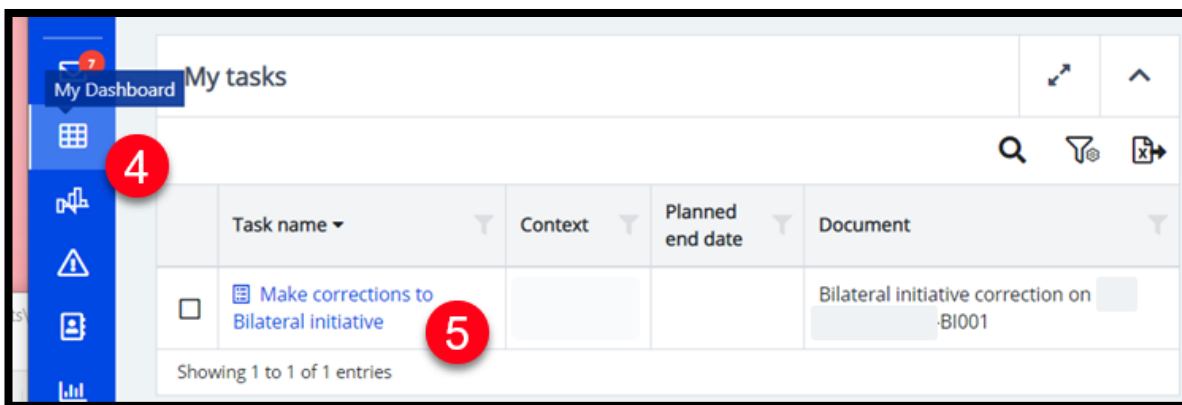 7
My Dashboard
My tasks
4
Task name
Context
Planned
end date
Document
Make corrections to
Bilateral initiative
5
Bilateral initiative correction on
-BI001
Showing 1 to 1 of 1 entries